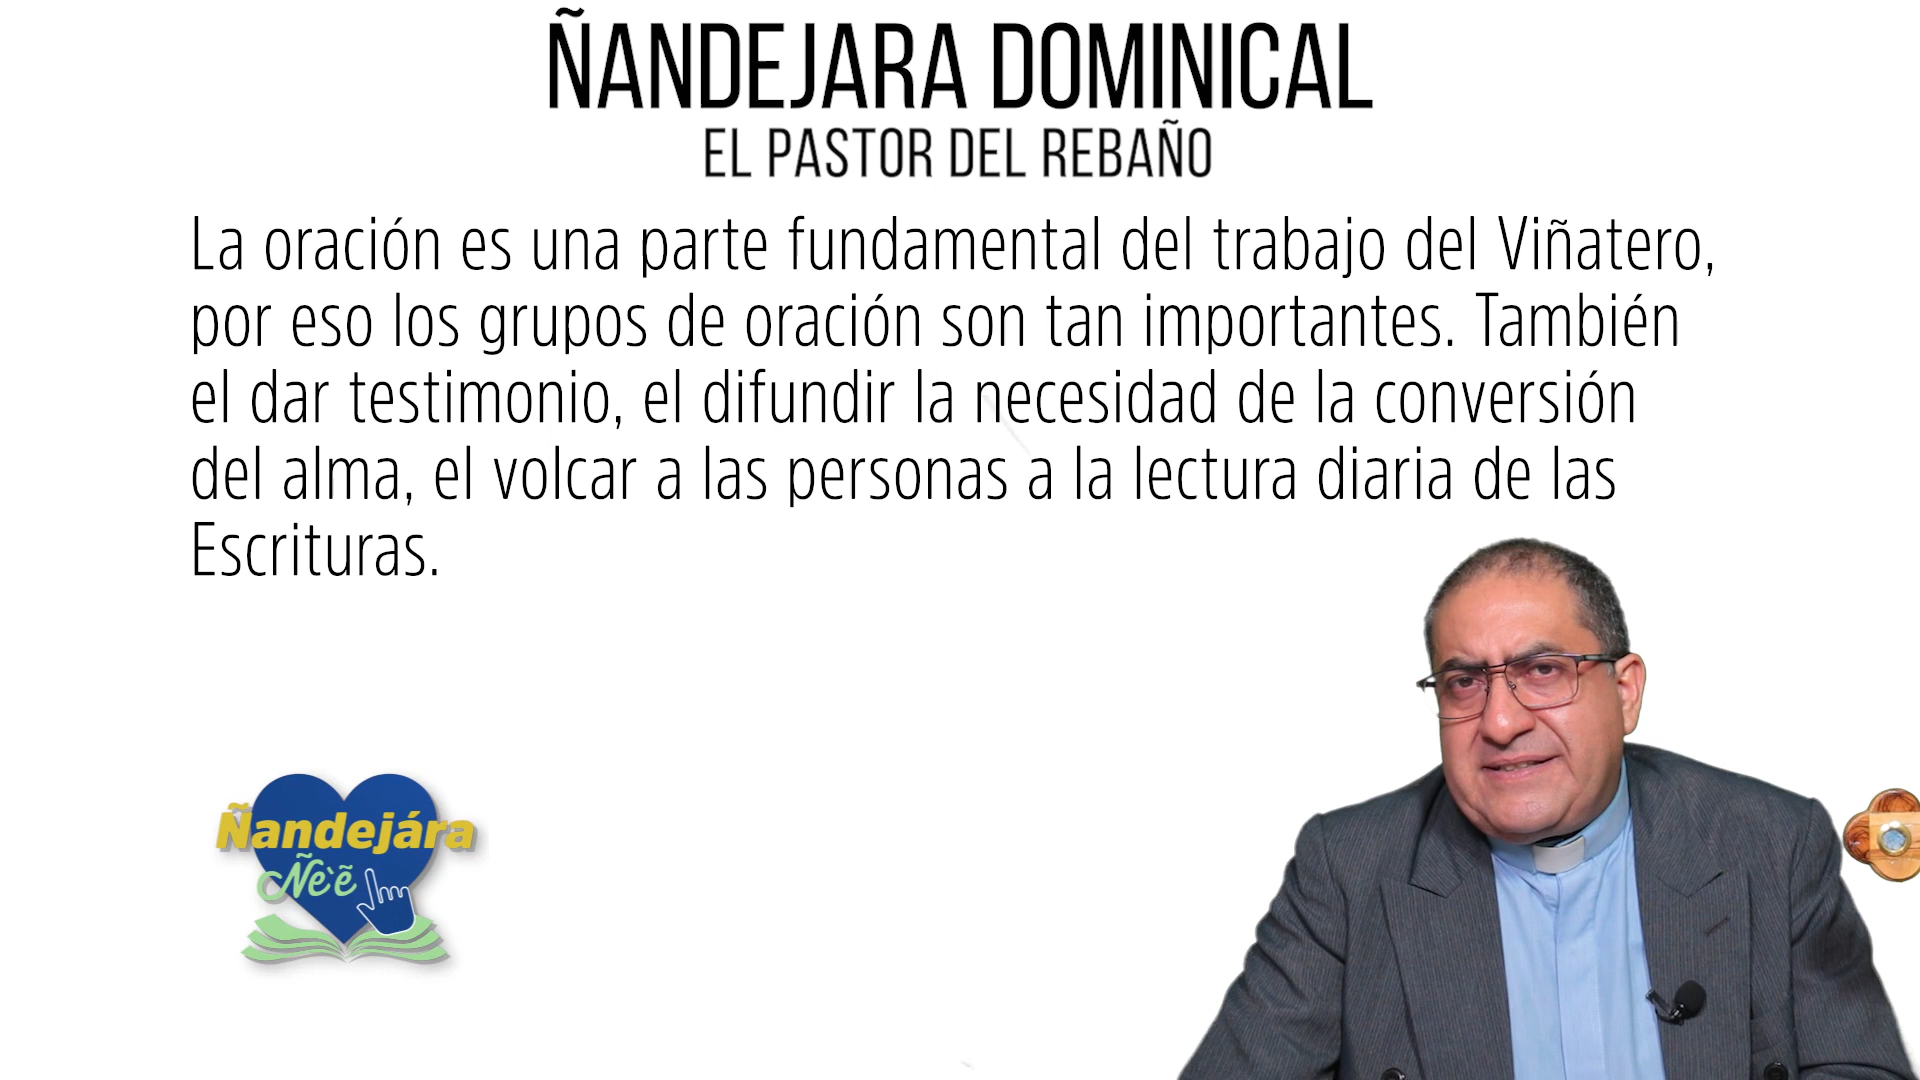 ÑANDEJARA DOMINICAL
EL PASTOR DEL REBAÑO
La oración es una parte fundamental del trabajo del Viñatero,
por eso los grupos de oración son tan importantes. También
el dar testimonio, el difundir la necesidad de la conversión
del alma, el volcar a las personas a la lectura diaria de las
Escrituras.
Ñandejára
Ñe'ẽ